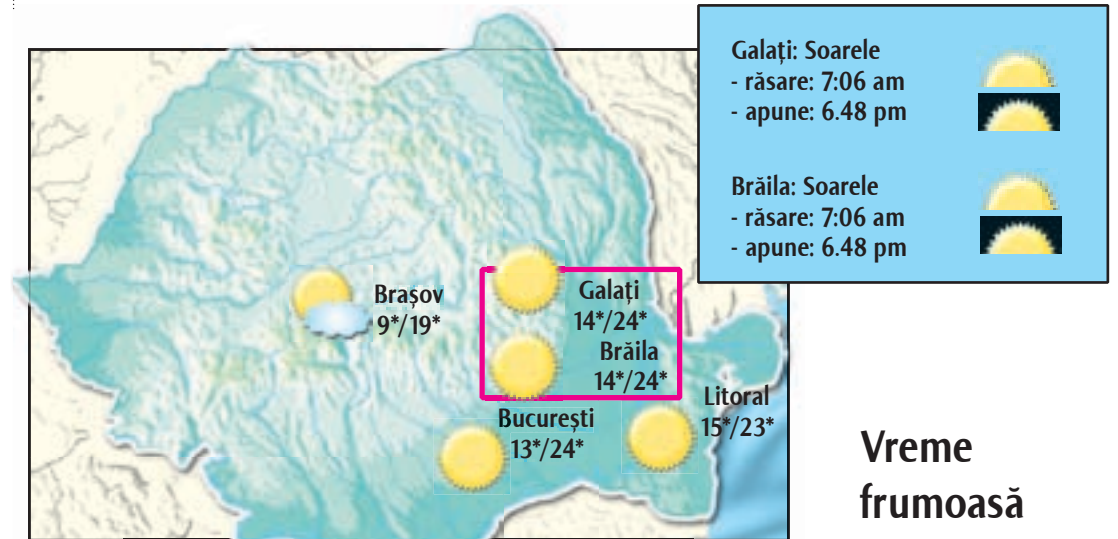 Galați: Soarele
- răsare: 7:06 am
- apune: 6.48 pm
Brăila: Soarele
- răsare: 7:06 am
- apune: 6.48 pm
Brașov
9*/19*
Galați
14*/24*
Brăila
14*/24*
Litoral
15*/23*
București
13*/24*
Vreme
frumoasă